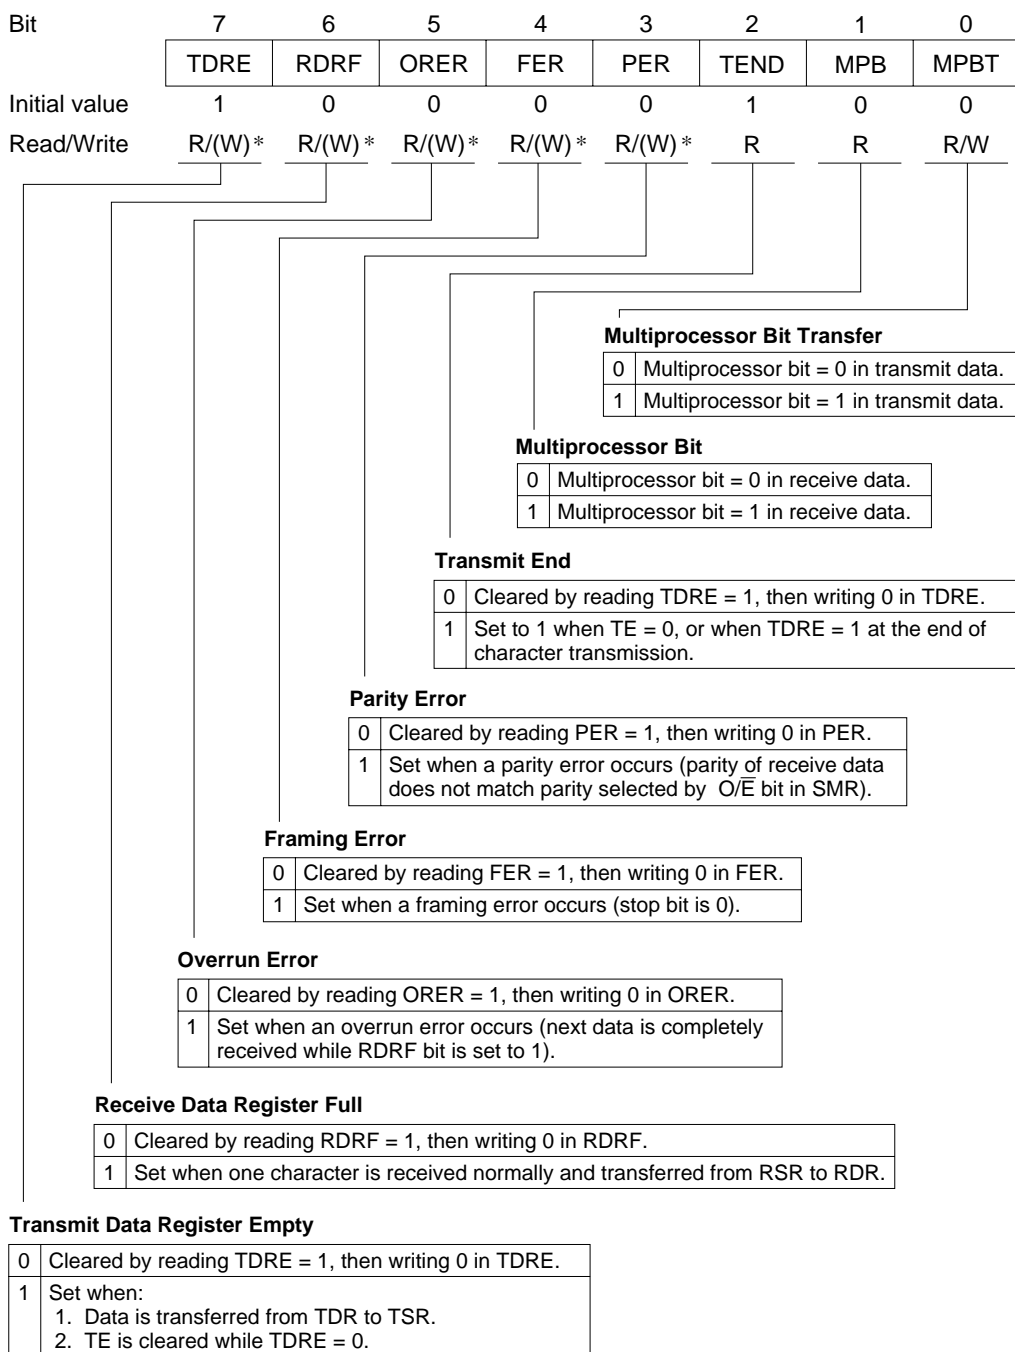 Bit 7 6 5 4 3 2 1 0
TDRE RDRF ORER FER PER TEND MPB MPBT
Initial value 1 0 0 0 0 1 0 0
Read/Write R/(W)* R/(W)* R/(W)* R/(W)* R/(W)* R R R/W
Multiprocessor Bit Transfer
0 Multiprocessor bit = 0 in transmit data.
1 Multiprocessor bit = 1 in transmit data.
Multiprocessor Bit
0 Multiprocessor bit = 0 in receive data.
1 Multiprocessor bit = 1 in receive data.
Transmit End
0 Cleared by reading TDRE = 1, then writing 0 in TDRE.
1 Set to 1 when TE = 0, or when TDRE = 1 at the end of
character transmission.
Parity Error
0 Cleared by reading PER = 1, then writing 0 in PER.
1 Set when a parity error occurs (parity of receive data
does not match parity selected by O/E̅ bit in SMR).
Framing Error
0 Cleared by reading FER = 1, then writing 0 in FER.
1 Set when a framing error occurs (stop bit is 0).
Overrun Error
0 Cleared by reading ORER = 1, then writing 0 in ORER.
1 Set when an overrun error occurs (next data is completely
received while RDRF bit is set to 1).
Receive Data Register Full
0 Cleared by reading RDRF = 1, then writing 0 in RDRF.
1 Set when one character is received normally and transferred from RSR to RDR.
Transmit Data Register Empty
0 Cleared by reading TDRE = 1, then writing 0 in TDRE.
1 Set when:
1. Data is transferred from TDR to TSR.
2. TE is cleared while TDRE = 0.